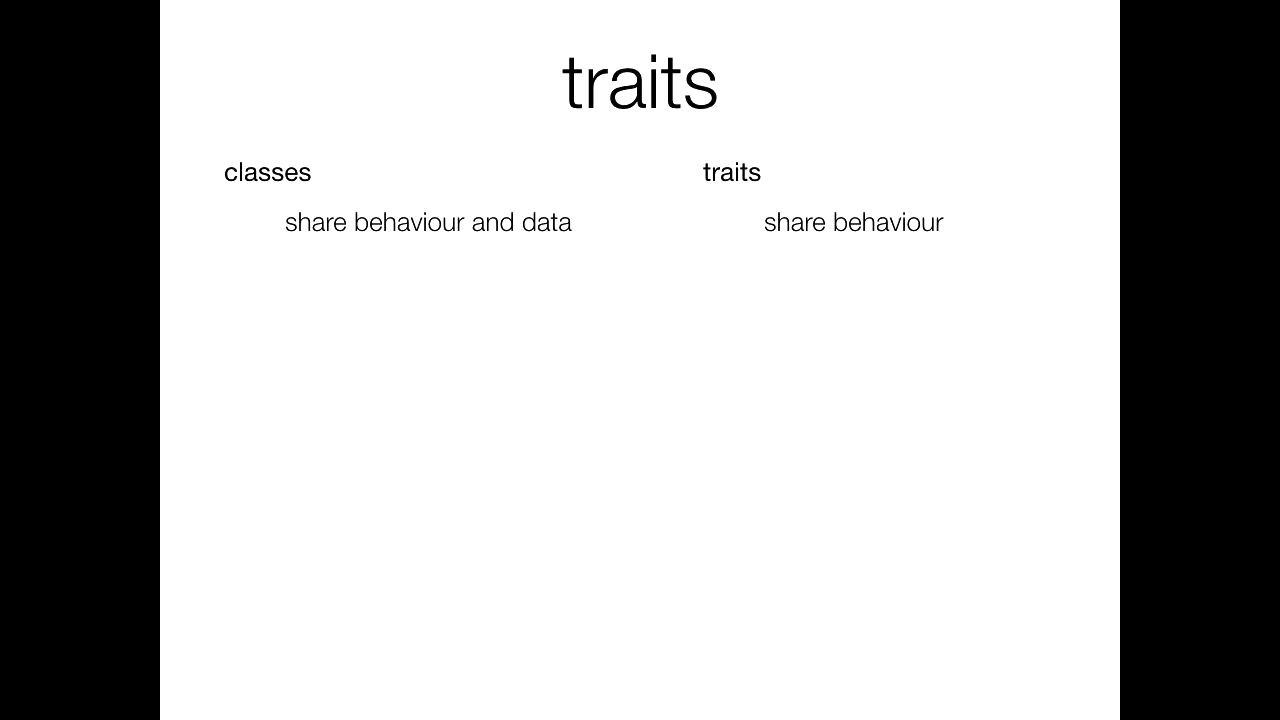 traits
classes
share behaviour and data
traits
share behaviour